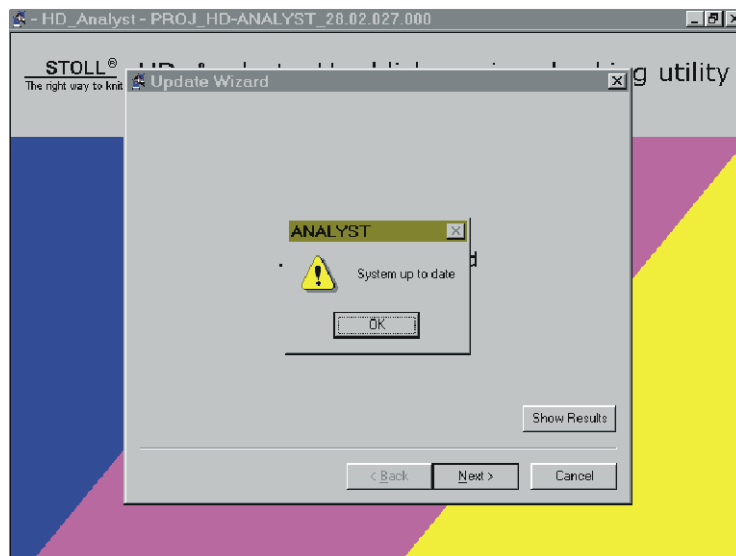 - HD_Analyst - PROJ_HD-ANALYST_28.02.027.000
STOLL®
The right way to knit
g utility
Update Wizard
ANALYST
System up to date
OK
Show Results
< Back
Next >
Cancel